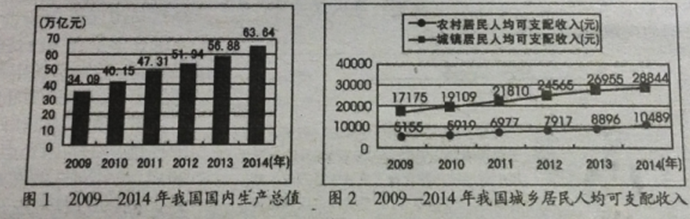 (万亿元)
70
60
50
40
30
20
10
0
34.09
40.15
47.31
51.94
56.88
63.64
2009 2010 2011 2012 2013 2014(年)
图1 2009—2014年我国国内生产总值
农村居民人均可支配收入(元)
城镇居民人均可支配收入(元)
40000
30000
20000
10000
0
17175 19109 21810 24565 26955 28844
5155 5919 6977 7917 8896 10489
2009 2010 2011 2012 2013 2014(年)
图2 2009—2014年我国城乡居民人均可支配收入